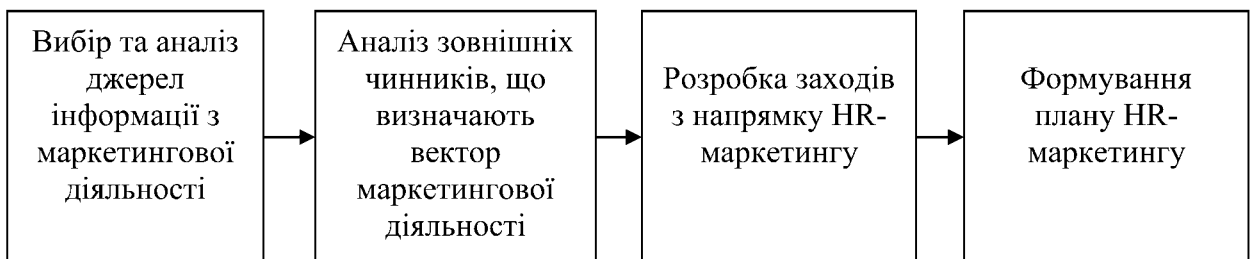 Вибір та аналіз
джерел
інформації з
маркетингової
діяльності
Аналіз зовнішніх
чинників, що
визначають
вектор
маркетингової
діяльності
Розробка заходів
з напрямку HR-
маркетингу
Формування
плану HR-
маркетингу